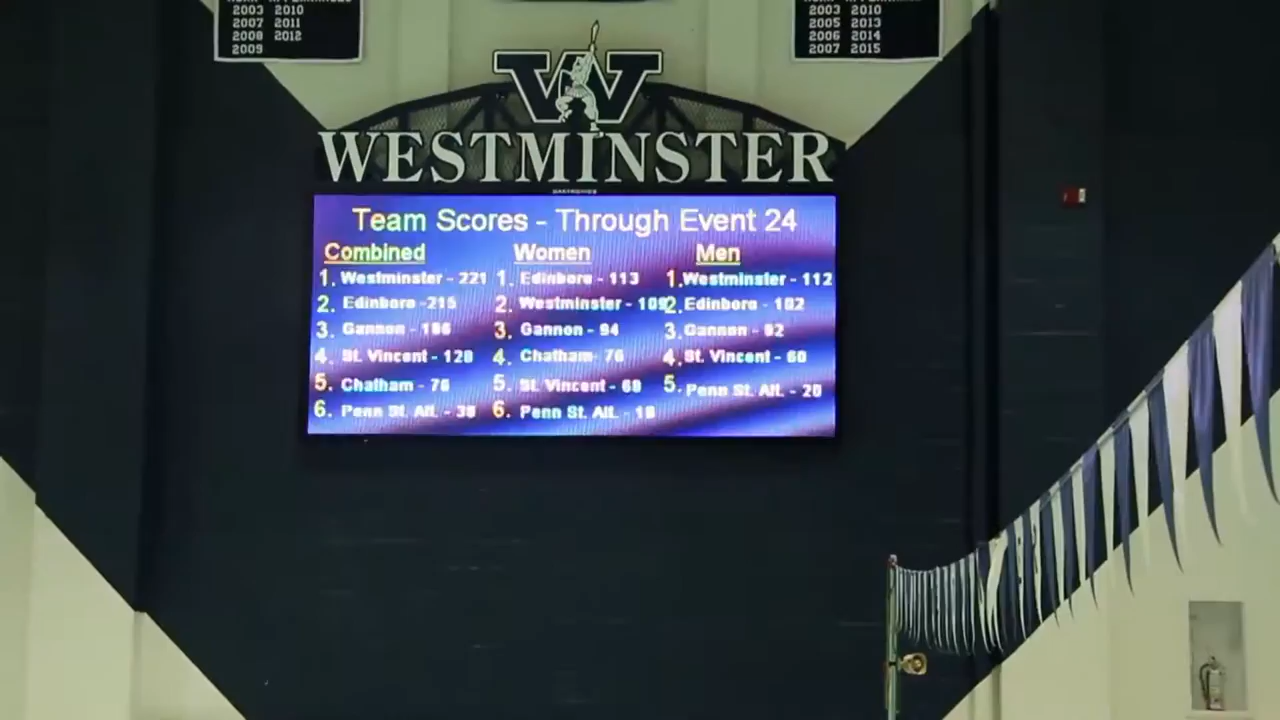 2003 2010
2007 2011
2008 2012
2009
2003 2010
2005 2013
2006 2014
2007 2015
W
WESTMINSTER
DAKTRONICS
Team Scores - Through Event 24
Combined Women Men
1. Westminster - 221 1. Edinboro - 113 1. Westminster - 112
2. Edinboro -215 2. Westminster - 109 2. Edinboro - 102
3. Gannon - 186 3. Gannon - 94 3. Gannon - 92
4. St. Vincent - 128 4. Chatham- 76 4. St. Vincent - 60
5. Chatham - 76 5. St. Vincent - 68 5. Penn St. Alt. - 20
6. Penn St. Alt. - 38 6. Penn St. Alt. - 18